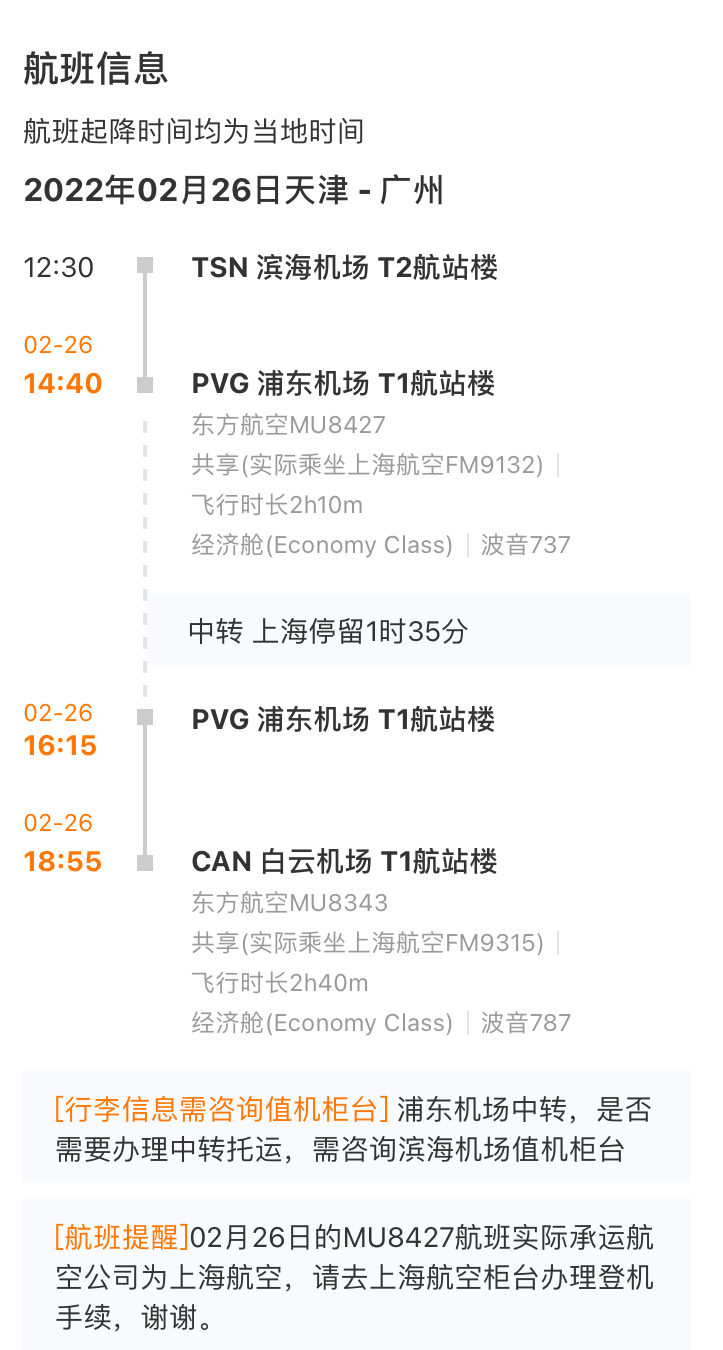 航班信息
航班起降时间均为当地时间
2022年02月26日天津 - 广州
12:30 TSN 滨海机场 T2航站楼
02-26
14:40 PVG 浦东机场 T1航站楼
东方航空MU8427
共享(实际乘坐上海航空FM9132)｜
飞行时长2h10m
经济舱(Economy Class)｜波音737
中转 上海停留1时35分
02-26
16:15 PVG 浦东机场 T1航站楼
02-26
18:55 CAN 白云机场 T1航站楼
东方航空MU8343
共享(实际乘坐上海航空FM9315)｜
飞行时长2h40m
经济舱(Economy Class)｜波音787
[行李信息需咨询值机柜台] 浦东机场中转，是否
需要办理中转托运，需咨询滨海机场值机柜台
[航班提醒]02月26日的MU8427航班实际承运航
空公司为上海航空，请去上海航空柜台办理登机
手续，谢谢。